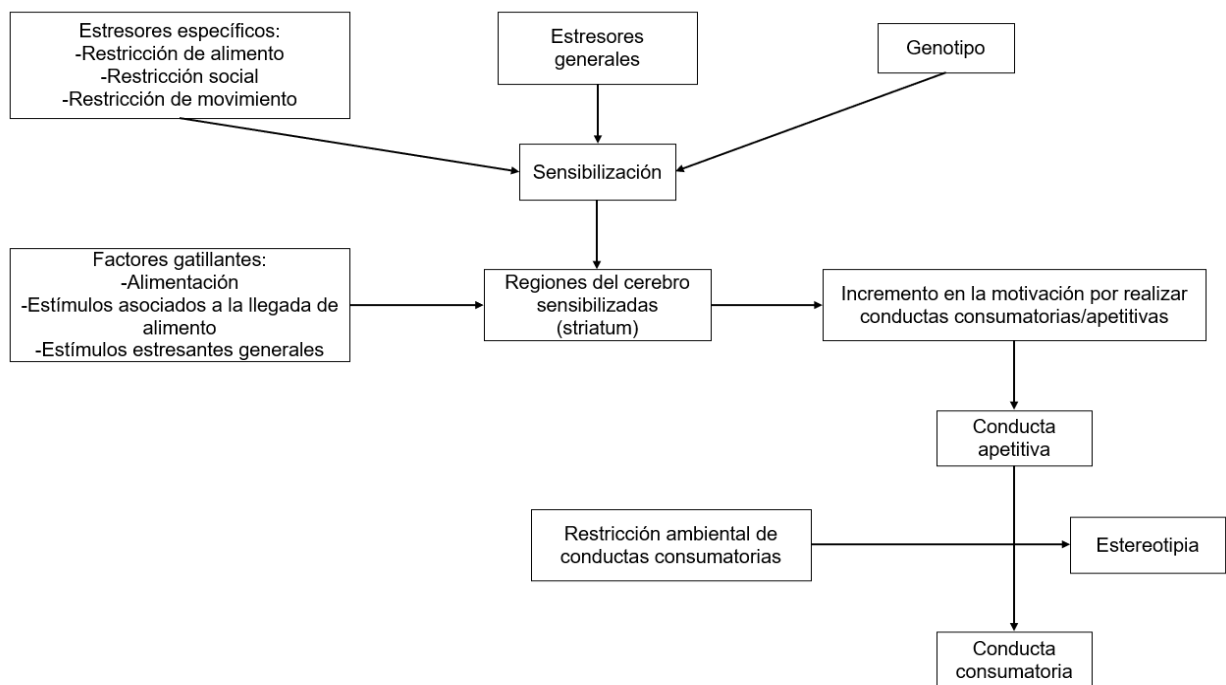 Estresores específicos:
-Restricción de alimento
-Restricción social
-Restricción de movimiento
Estresores
generales
Genotipo
Sensibilización
Factores gatillantes:
-Alimentación
-Estímulos asociados a la llegada de
alimento
-Estímulos estresantes generales
Regiones del cerebro
sensibilizadas
(striatum)
Incremento en la motivación por realizar
conductas consumatorias/apetitivas
Conducta
apetitiva
Restricción ambiental de
conductas consumatorias
Estereotipia
Conducta
consumatoria